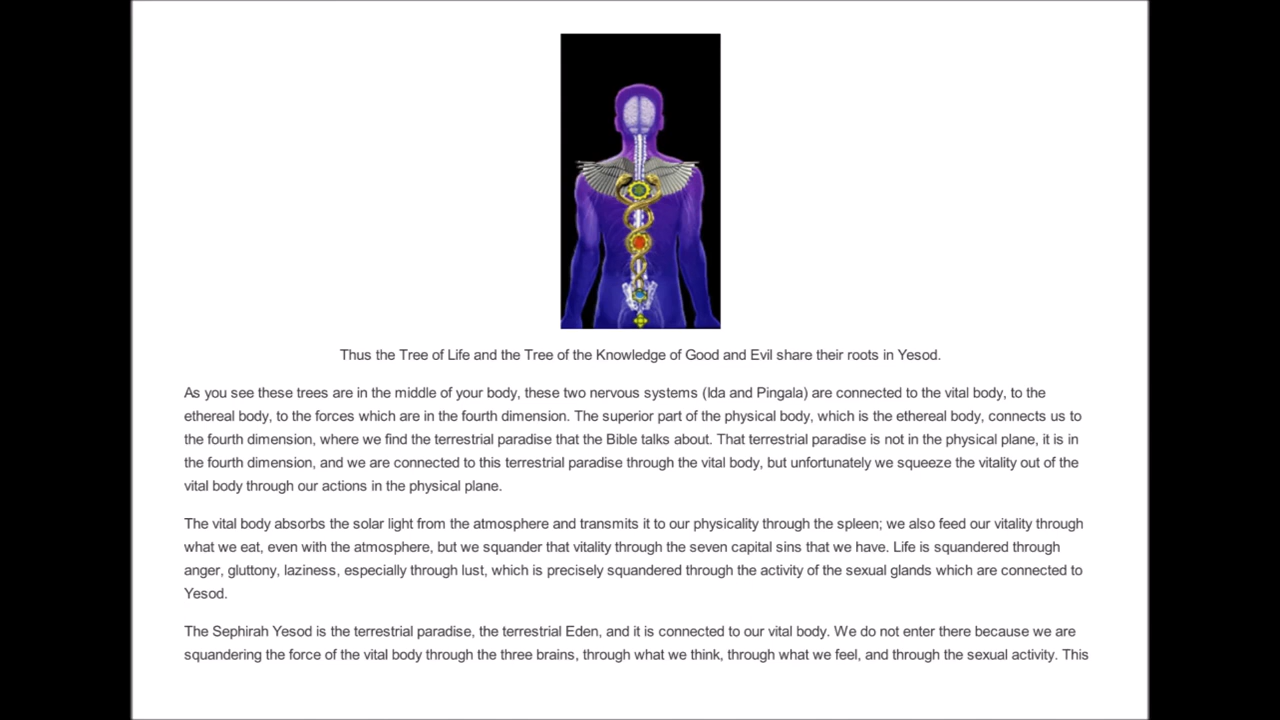 Thus the Tree of Life and the Tree of the Knowledge of Good and Evil share their roots in Yesod.
As you see these trees are in the middle of your body, these two nervous systems (Ida and Pingala) are connected to the vital body, to the
ethereal body, to the forces which are in the fourth dimension. The superior part of the physical body, which is the ethereal body, connects us to
the fourth dimension, where we find the terrestrial paradise that the Bible talks about. That terrestrial paradise is not in the physical plane, it is in
the fourth dimension, and we are connected to this terrestrial paradise through the vital body, but unfortunately we squeeze the vitality out of the
vital body through our actions in the physical plane.
The vital body absorbs the solar light from the atmosphere and transmits it to our physicality through the spleen; we also feed our vitality through
what we eat, even with the atmosphere, but we squander that vitality through the seven capital sins that we have. Life is squandered through
anger, gluttony, laziness, especially through lust, which is precisely squandered through the activity of the sexual glands which are connected to
Yesod.
The Sephirah Yesod is the terrestrial paradise, the terrestrial Eden, and it is connected to our vital body. We do not enter there because we are
squandering the force of the vital body through the three brains, through what we think, through what we feel, and through the sexual activity. This